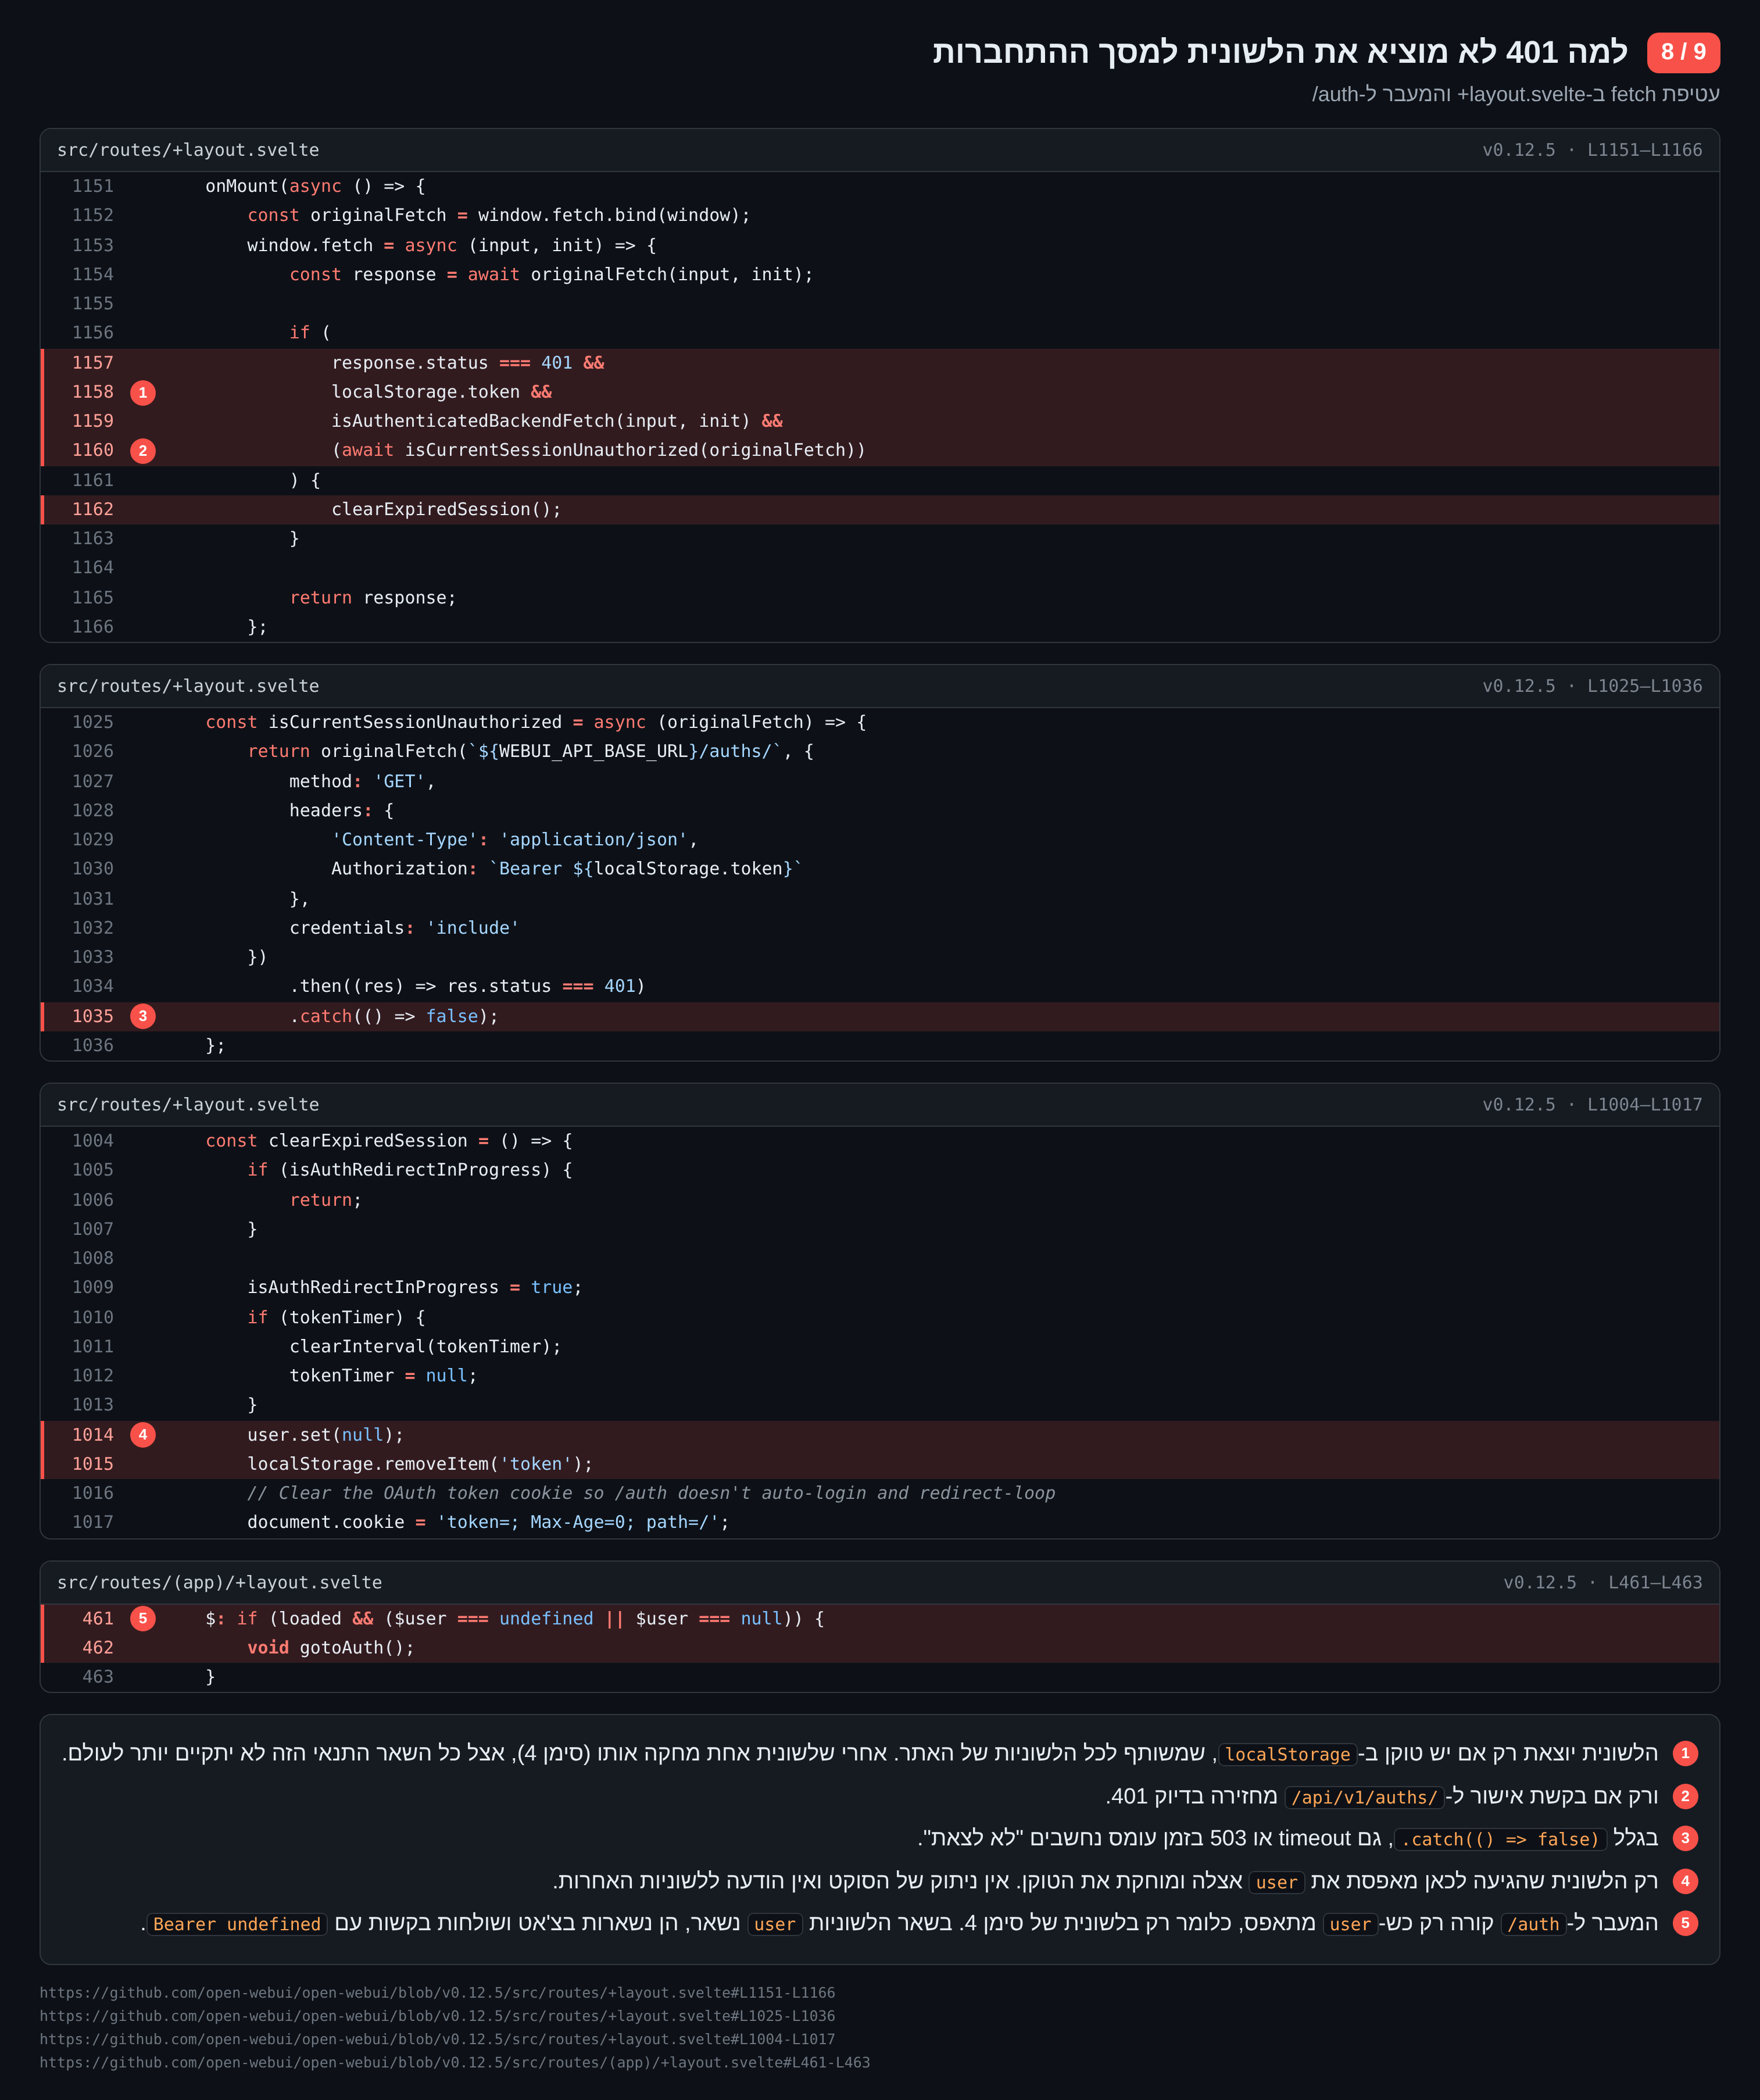 8 / 9 למה 401 לא מוציא את הלשונית למסך ההתחברות
עטיפת fetch ב-layout.svelte+ והמעבר ל-auth/
src/routes/+layout.svelte v0.12.5 · L1151–L1166
1151 onMount(async () => {
1152 const originalFetch = window.fetch.bind(window);
1153 window.fetch = async (input, init) => {
1154 const response = await originalFetch(input, init);
1155
1156 if (
1157 response.status === 401 &&
1158 1 localStorage.token &&
1159 isAuthenticatedBackendFetch(input, init) &&
1160 2 (await isCurrentSessionUnauthorized(originalFetch))
1161 ) {
1162 clearExpiredSession();
1163 }
1164
1165 return response;
1166 };
src/routes/+layout.svelte v0.12.5 · L1025–L1036
1025 const isCurrentSessionUnauthorized = async (originalFetch) => {
1026 return originalFetch(`${WEBUI_API_BASE_URL}/auths/`, {
1027 method: 'GET',
1028 headers: {
1029 'Content-Type': 'application/json',
1030 Authorization: `Bearer ${localStorage.token}`
1031 },
1032 credentials: 'include'
1033 })
1034 .then((res) => res.status === 401)
1035 3 .catch(() => false);
1036 };
src/routes/+layout.svelte v0.12.5 · L1004–L1017
1004 const clearExpiredSession = () => {
1005 if (isAuthRedirectInProgress) {
1006 return;
1007 }
1008
1009 isAuthRedirectInProgress = true;
1010 if (tokenTimer) {
1011 clearInterval(tokenTimer);
1012 tokenTimer = null;
1013 }
1014 4 user.set(null);
1015 localStorage.removeItem('token');
1016 // Clear the OAuth token cookie so /auth doesn't auto-login and redirect-loop
1017 document.cookie = 'token=; Max-Age=0; path=/';
src/routes/(app)/+layout.svelte v0.12.5 · L461–L463
461 5 $: if (loaded && ($user === undefined || $user === null)) {
462 void gotoAuth();
463 }
1 הלשונית יוצאת רק אם יש טוקן ב-localStorage, שמשותף לכל הלשוניות של האתר. אחרי שלשונית אחת מחקה אותו (סימן 4), אצל כל השאר התנאי הזה לא יתקיים יותר לעולם.
2 ורק אם בקשת אישור ל-/api/v1/auths/ מחזירה בדיוק 401.
3 בגלל .catch(() => false), גם timeout או 503 בזמן עומס נחשבים "לא לצאת".
4 רק הלשונית שהגיעה לכאן מאפסת את user אצלה ומוחקת את הטוקן. אין ניתוק של הסוקט ואין הודעה ללשוניות האחרות.
5 המעבר ל-/auth קורה רק כש-user מתאפס, כלומר רק בלשונית של סימן 4. בשאר הלשוניות user נשאר, הן נשארות בצ'אט ושולחות בקשות עם Bearer undefined.
https://github.com/open-webui/open-webui/blob/v0.12.5/src/routes/+layout.svelte#L1151-L1166
https://github.com/open-webui/open-webui/blob/v0.12.5/src/routes/+layout.svelte#L1025-L1036
https://github.com/open-webui/open-webui/blob/v0.12.5/src/routes/+layout.svelte#L1004-L1017
https://github.com/open-webui/open-webui/blob/v0.12.5/src/routes/(app)/+layout.svelte#L461-L463